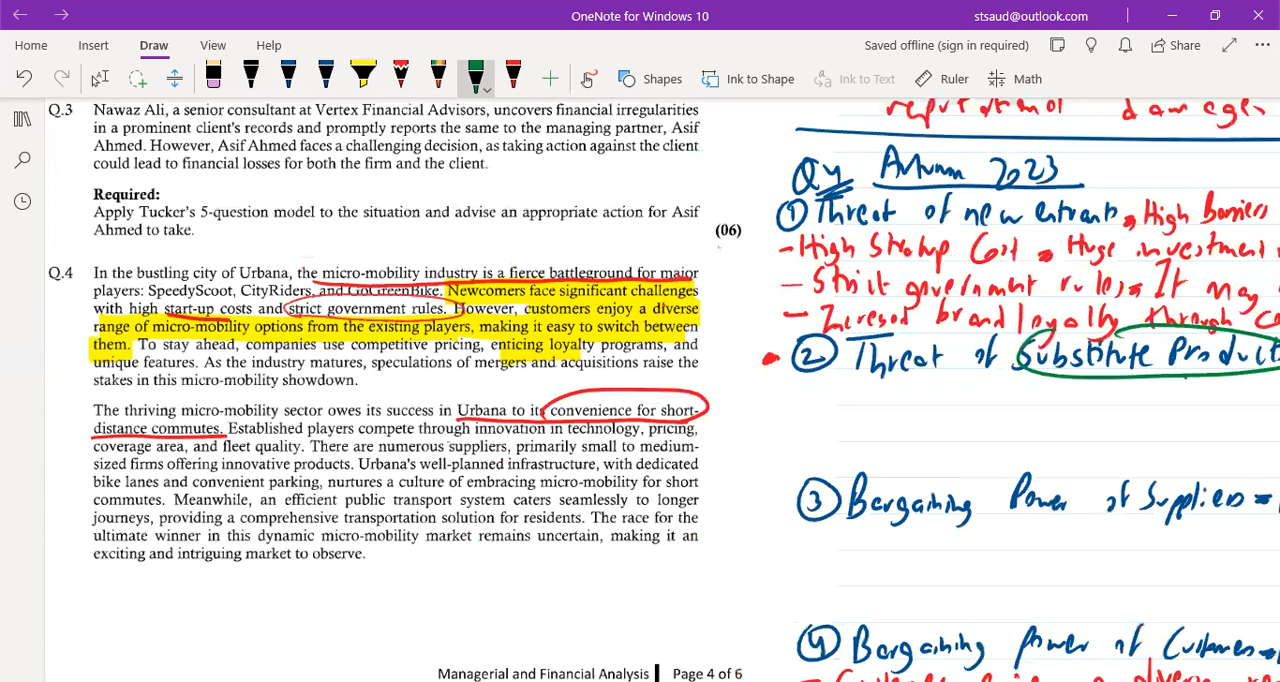 OneNote for Windows 10
stsaud@outlook.com
Home Insert Draw View Help
Saved offline (sign in required)
Share
Shapes
Ink to Shape
Ink to Text
Ruler
Math
Q.3 Nawaz Ali, a senior consultant at Vertex Financial Advisors, uncovers financial irregularities
in a prominent client's records and promptly reports the same to the managing partner, Asif
Ahmed. However, Asif Ahmed faces a challenging decision, as taking action against the client
could lead to financial losses for both the firm and the client.
Required:
Apply Tucker's 5-question model to the situation and advise an appropriate action for Asif
Ahmed to take. (06)
Q.4 In the bustling city of Urbana, the micro-mobility industry is a fierce battleground for major
players: SpeedyScoot, CityRiders, and GoGreenBike. Newcomers face significant challenges
with high start-up costs and strict government rules. However, customers enjoy a diverse
range of micro-mobility options from the existing players, making it easy to switch between
them. To stay ahead, companies use competitive pricing, enticing loyalty programs, and
unique features. As the industry matures, speculations of mergers and acquisitions raise the
stakes in this micro-mobility showdown.
The thriving micro-mobility sector owes its success in Urbana to its convenience for short-
distance commutes. Established players compete through innovation in technology, pricing,
coverage area, and fleet quality. There are numerous suppliers, primarily small to medium-
sized firms offering innovative products. Urbana's well-planned infrastructure, with dedicated
bike lanes and convenient parking, nurtures a culture of embracing micro-mobility for short
commutes. Meanwhile, an efficient public transport system caters seamlessly to longer
journeys, providing a comprehensive transportation solution for residents. The race for the
ultimate winner in this dynamic micro-mobility market remains uncertain, making it an
exciting and intriguing market to observe.
Managerial and Financial Analysis Page 4 of 6
damages
Q4 Autumn 2023
① Threat of new entrants, High Barriers
- High Startup Cost Huge investment
- Strict government rules It may
- brand loyalty through
② Threat of Substitute Product
③ Bargaining Power of Suppliers =
④ Bargaining power of Customers
a diverse